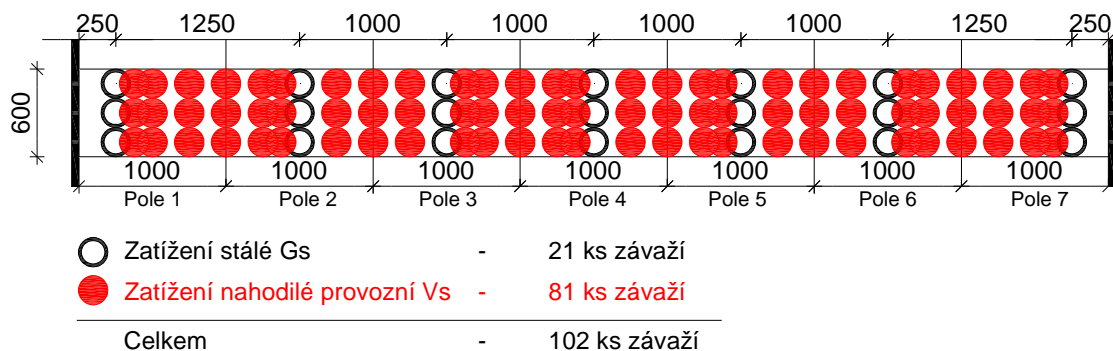 250 1250 1000 1000 1000 1000 1250 250
600
1000 1000 1000 1000 1000 1000 1000
Pole 1 Pole 2 Pole 3 Pole 4 Pole 5 Pole 6 Pole 7
Zatížení stálé Gs - 21 ks závaží
Zatížení nahodilé provozní Vs - 81 ks závaží
Celkem - 102 ks závaží